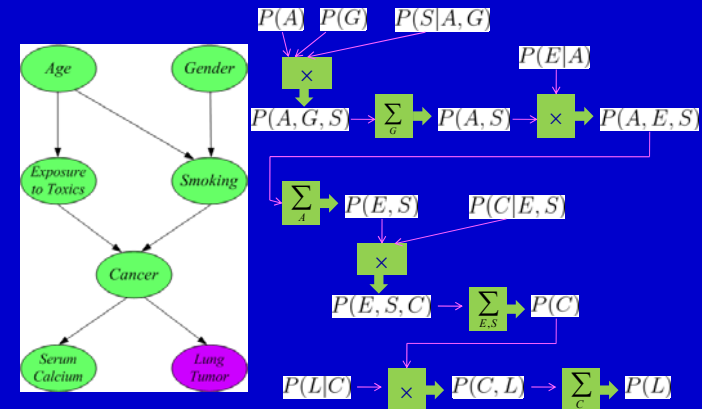 Age
Gender
Exposure
to Toxics
Smoking
Cancer
Serum
Calcium
Lung
Tumor
P(A) P(G) P(S|A, G)
×
P(E|A)
P(A, G, S) ∑ G P(A, S) × P(A, E, S)
∑ A P(E, S) P(C|E, S)
×
P(E, S, C) ∑ E,S P(C)
P(L|C) × P(C, L) ∑ C P(L)